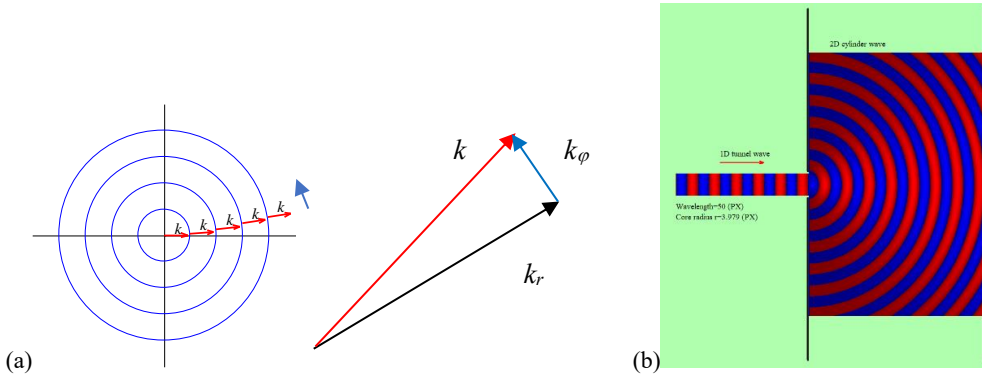 (a)
k
k
k
k
k
k
kφ
kr
(b)
2D cylinder wave
1D tunnel wave
Wavelength=50 (PX)
Core radius r=3.979 (PX)